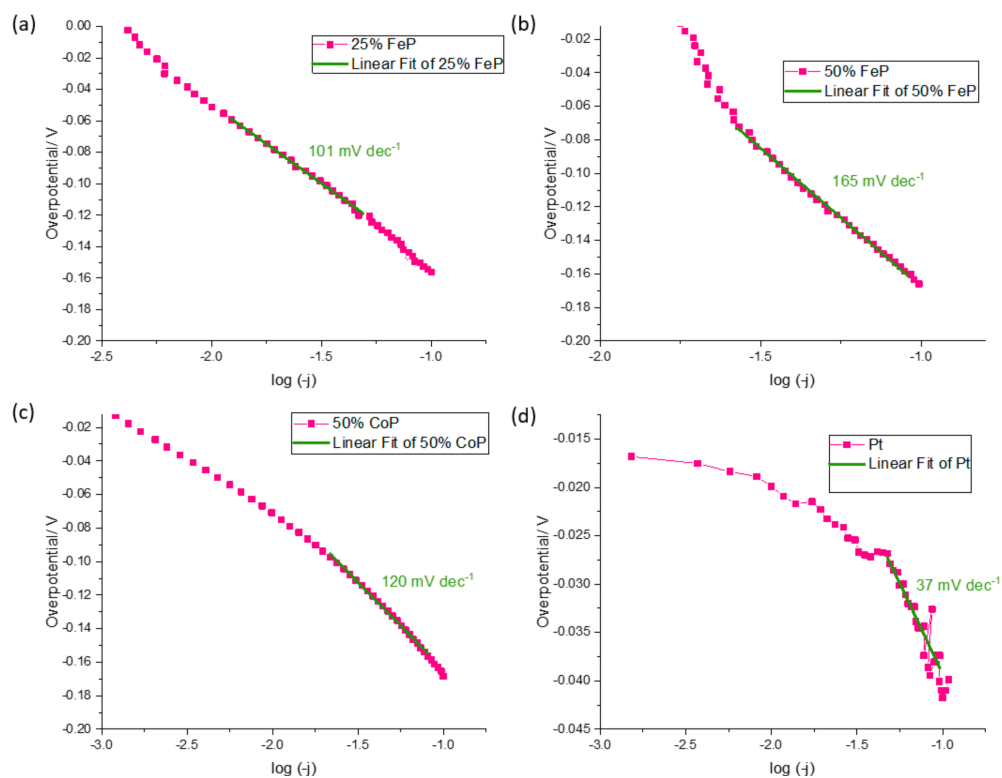 (a)
25% FeP
Linear Fit of 25% FeP
101 mV dec⁻¹
Overpotential/ V
0.00
-0.02
-0.04
-0.06
-0.08
-0.10
-0.12
-0.14
-0.16
-0.18
-0.20
-2.5
-2.0
-1.5
-1.0
log (-j)
(b)
50% FeP
Linear Fit of 50% FeP
165 mV dec⁻¹
Overpotential/ V
-0.02
-0.04
-0.06
-0.08
-0.10
-0.12
-0.14
-0.16
-0.18
-0.20
-2.0
-1.5
-1.0
log (-j)
(c)
50% CoP
Linear Fit of 50% CoP
120 mV dec⁻¹
Overpotential/ V
-0.02
-0.04
-0.06
-0.08
-0.10
-0.12
-0.14
-0.16
-0.18
-0.20
-3.0
-2.5
-2.0
-1.5
-1.0
log (-j)
(d)
Pt
Linear Fit of Pt
37 mV dec⁻¹
Overpotential/ V
-0.015
-0.020
-0.025
-0.030
-0.035
-0.040
-0.045
-3.0
-2.5
-2.0
-1.5
-1.0
log (-j)